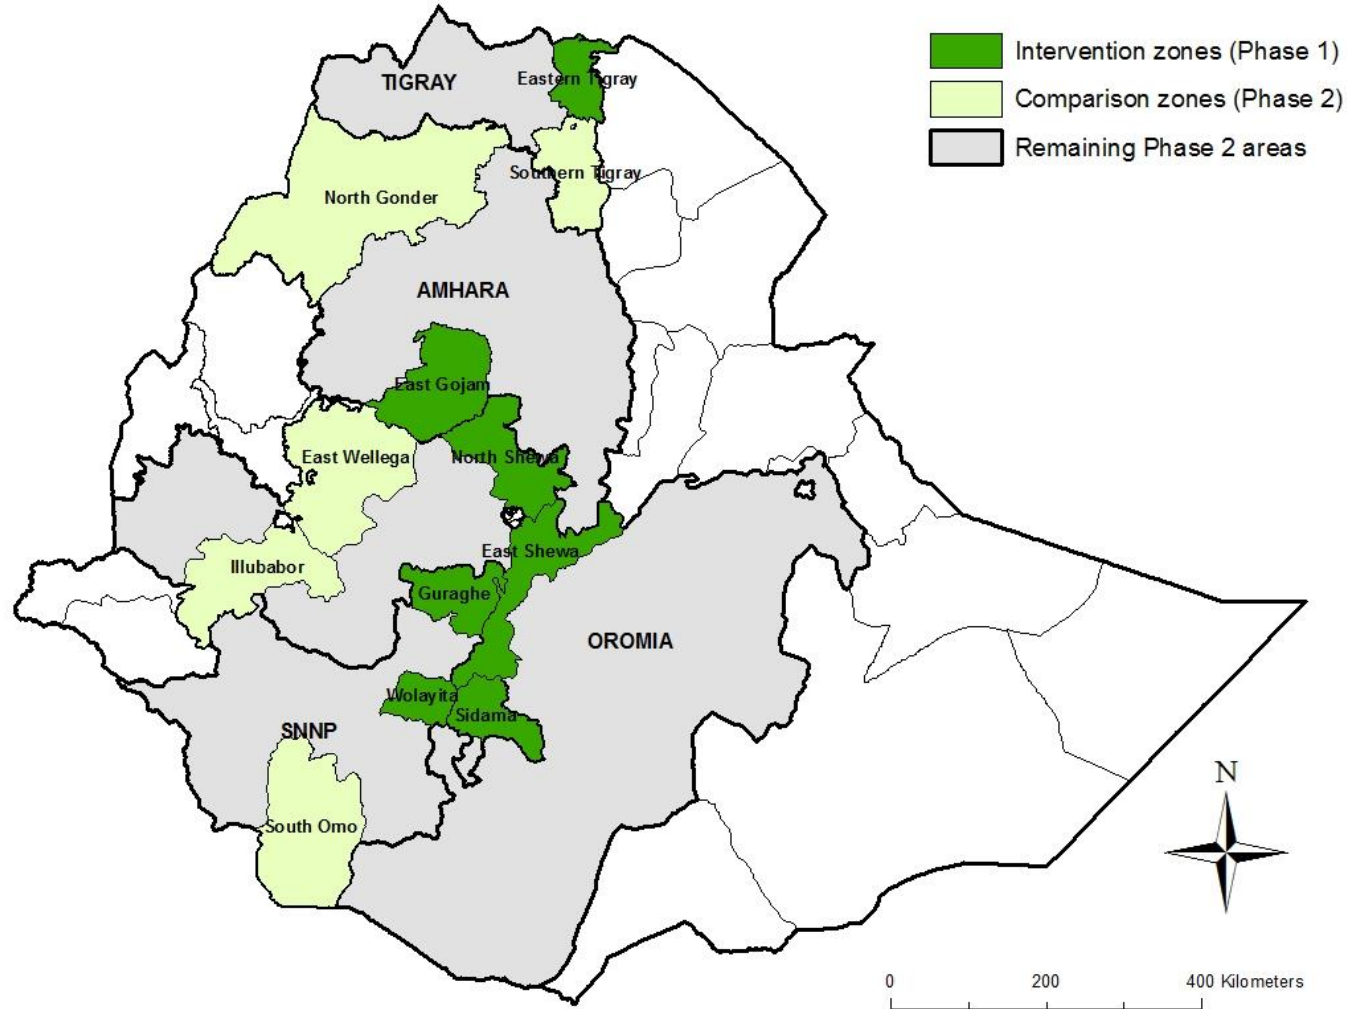 Intervention zones (Phase 1)
Comparison zones (Phase 2)
Remaining Phase 2 areas
TIGRAY
Eastern Tigray
Southern Tigray
North Gonder
AMHARA
East Gojam
East Wellega
North Shewa
East Shewa
Illubabor
Guraghe
OROMIA
Wolayita
Sidama
SNNP
South Omo
N
0 200 400 Kilometers